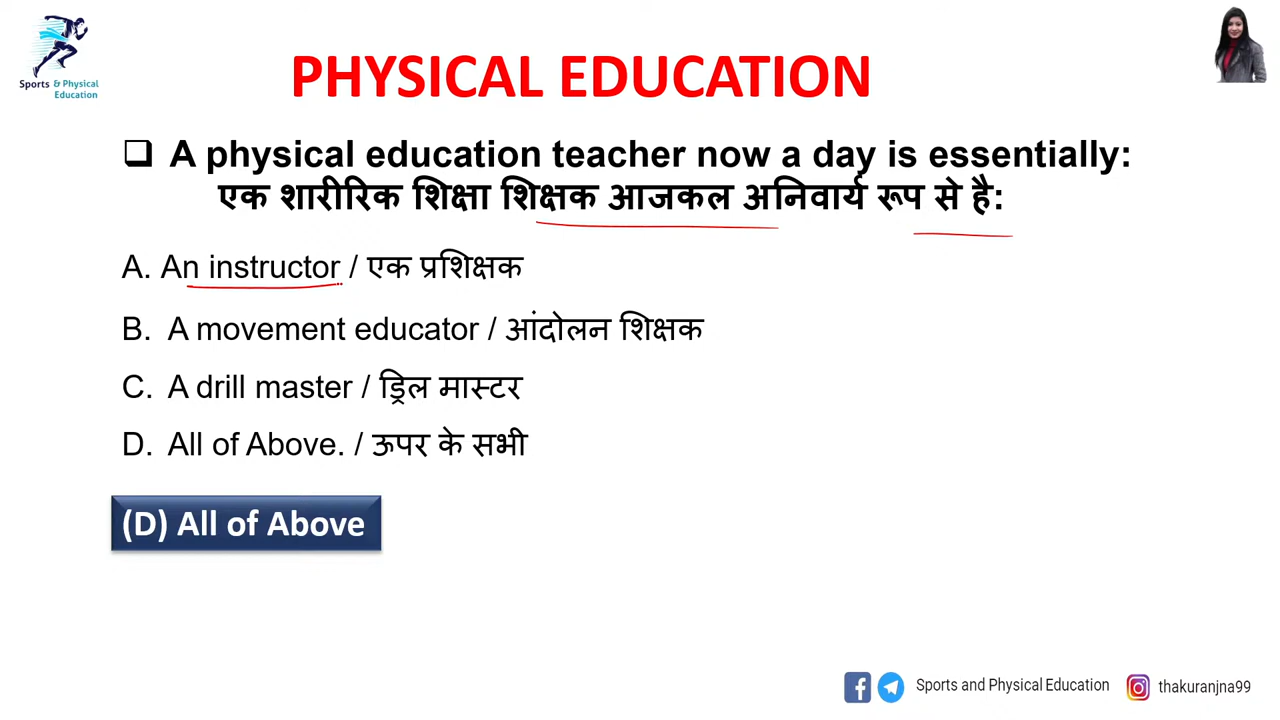 Sports & Physical
Education
PHYSICAL EDUCATION
❑ A physical education teacher now a day is essentially:
एक शारीरिक शिक्षा शिक्षक आजकल अनिवार्य रूप से है:
A. An instructor / एक प्रशिक्षक
B. A movement educator / आंदोलन शिक्षक
C. A drill master / ड्रिल मास्टर
D. All of Above. / ऊपर के सभी
(D) All of Above
Sports and Physical Education thakuranjna99